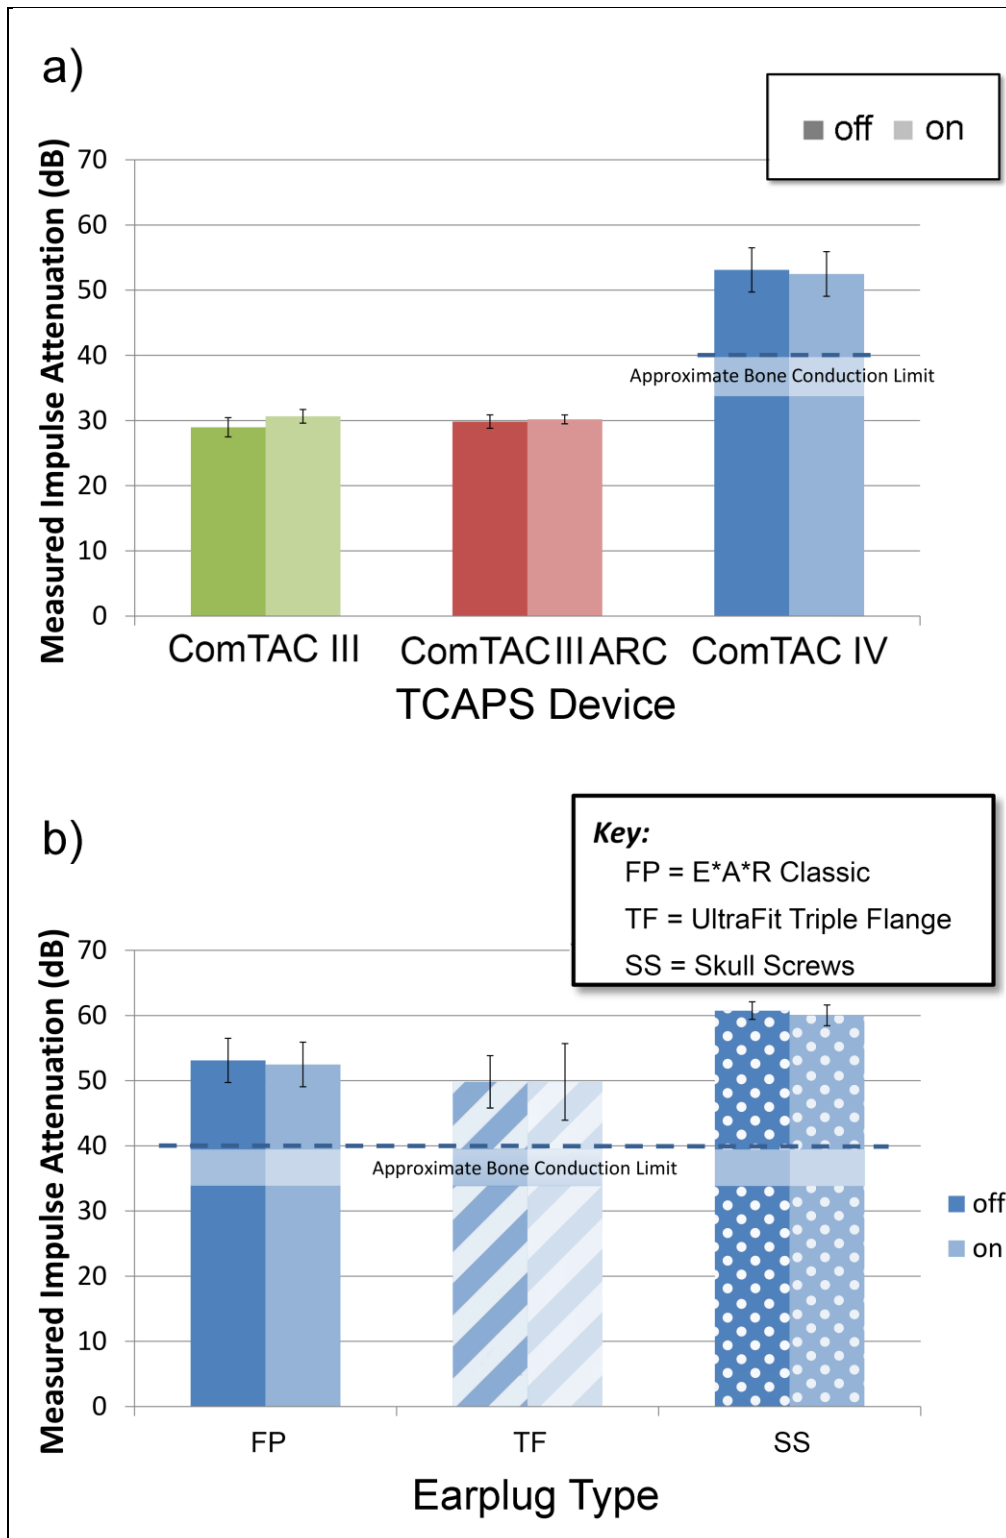 a)
off on
Measured Impulse Attenuation (dB)
70
60
50
40
30
20
10
0
Approximate Bone Conduction Limit
ComTAC III ComTAC III ARC ComTAC IV
TCAPS Device
b)
Key:
FP = E*A*R Classic
TF = UltraFit Triple Flange
SS = Skull Screws
Measured Impulse Attenuation (dB)
70
60
50
40
30
20
10
0
Approximate Bone Conduction Limit
off
on
FP TF SS
Earplug Type